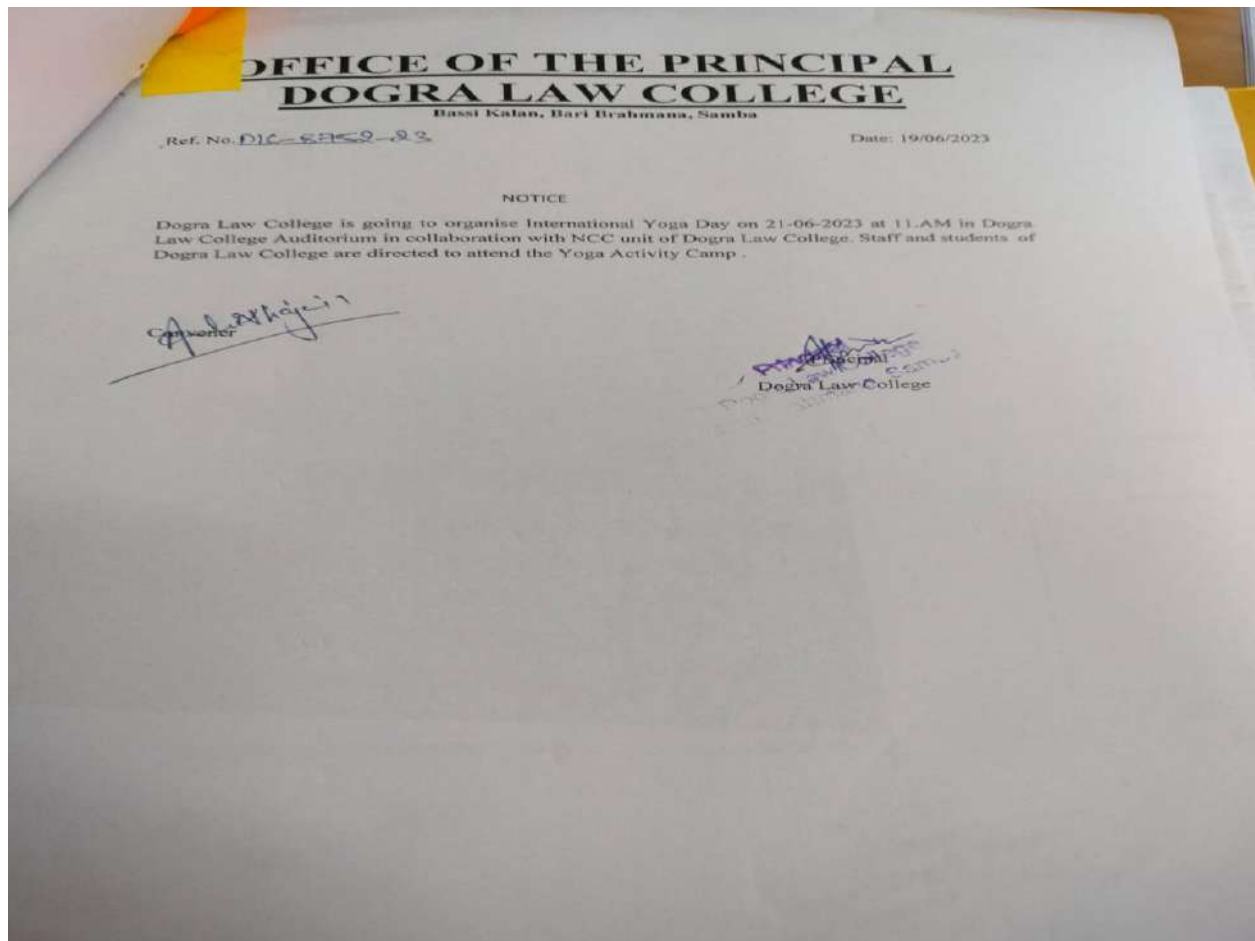 OFFICE OF THE PRINCIPAL
DOGRA LAW COLLEGE
Bassi Kalan, Bari Brahmana, Samba
Ref. No. Date: 19/06/2023
NOTICE
Dogra Law College is going to organise International Yoga Day on 21-06-2023 at 11.AM in Dogra
Law College Auditorium in collaboration with NCC unit of Dogra Law College. Staff and students of
Dogra Law College are directed to attend the Yoga Activity Camp .
Convener
Principal
Dogra Law College